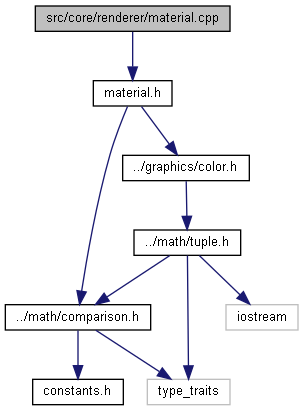 src/core/renderer/material.cpp
material.h
../graphics/color.h
../math/tuple.h
../math/comparison.h
iostream
constants.h
type_traits